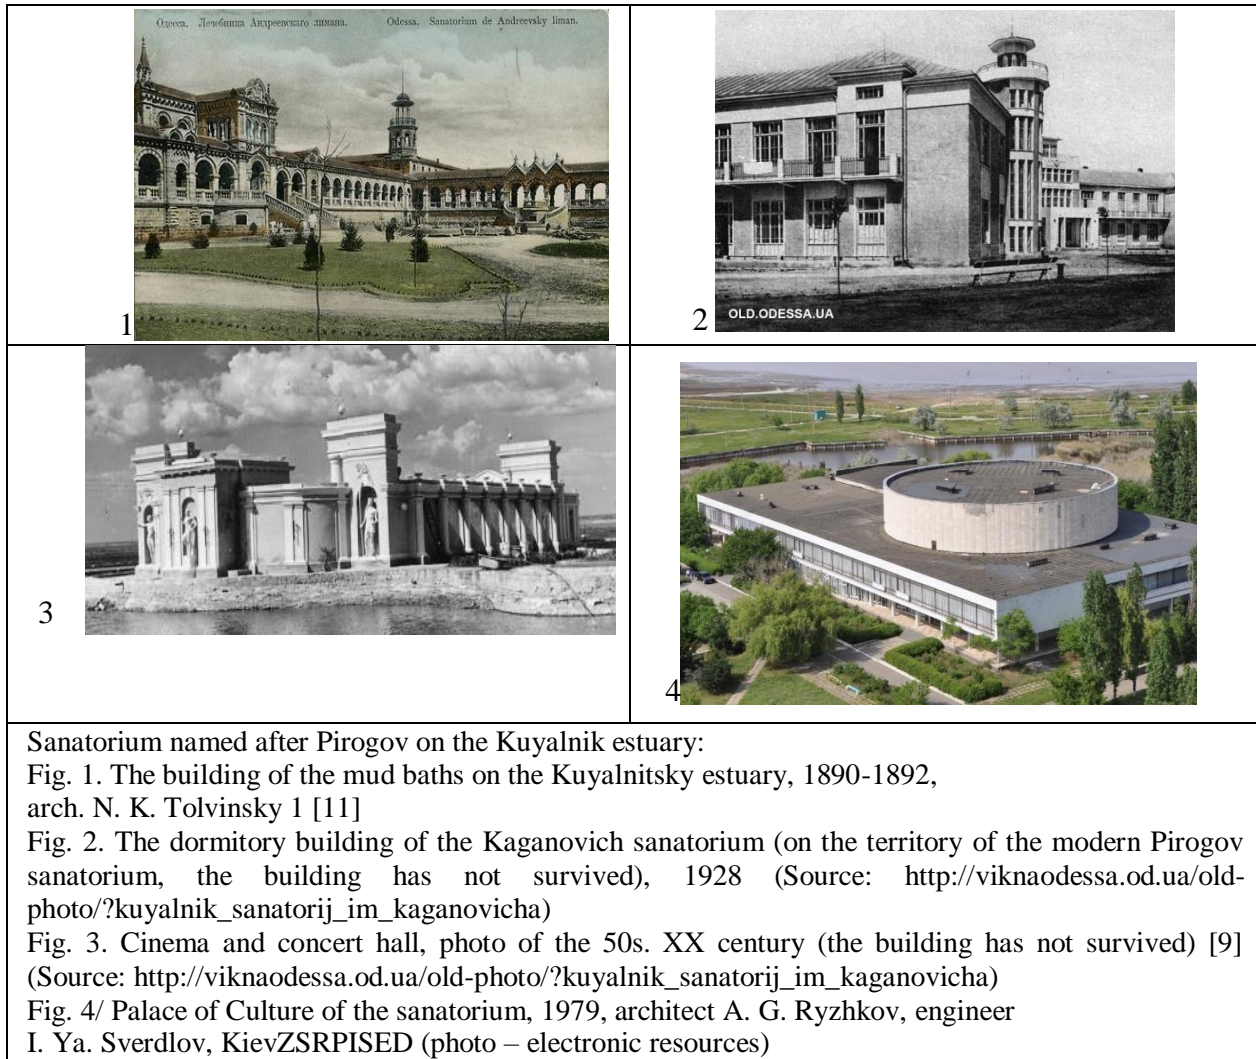 Одесса. Лечебница Андреевскаго лимана. Odessa. Sanatorium de Andreevsky liman.
1
OLD.ODESSA.UA
2
3
4
Sanatorium named after Pirogov on the Kuyalnik estuary:
Fig. 1. The building of the mud baths on the Kuyalnitsky estuary, 1890-1892,
arch. N. K. Tolvinsky 1 [11]
Fig. 2. The dormitory building of the Kaganovich sanatorium (on the territory of the modern Pirogov
sanatorium, the building has not survived), 1928 (Source: http://viknaodessa.od.ua/old-
photo/?kuyalnik_sanatorij_im_kaganovicha)
Fig. 3. Cinema and concert hall, photo of the 50s. XX century (the building has not survived) [9]
(Source: http://viknaodessa.od.ua/old-photo/?kuyalnik_sanatorij_im_kaganovicha)
Fig. 4/ Palace of Culture of the sanatorium, 1979, architect A. G. Ryzhkov, engineer
I. Ya. Sverdlov, KievZSRPISED (photo – electronic resources)